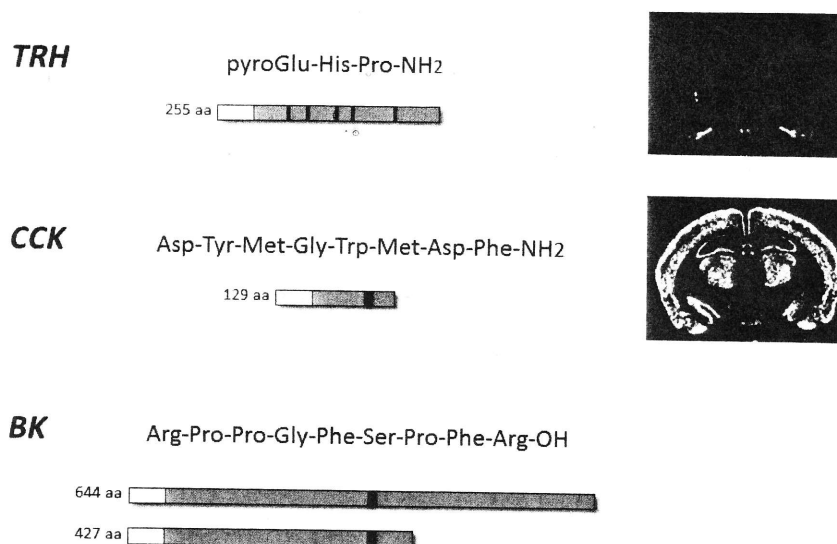 TRH
pyroGlu-His-Pro-NH2
255 aa
CCK
Asp-Tyr-Met-Gly-Trp-Met-Asp-Phe-NH2
129 aa
BK
Arg-Pro-Pro-Gly-Phe-Ser-Pro-Phe-Arg-OH
644 aa
427 aa